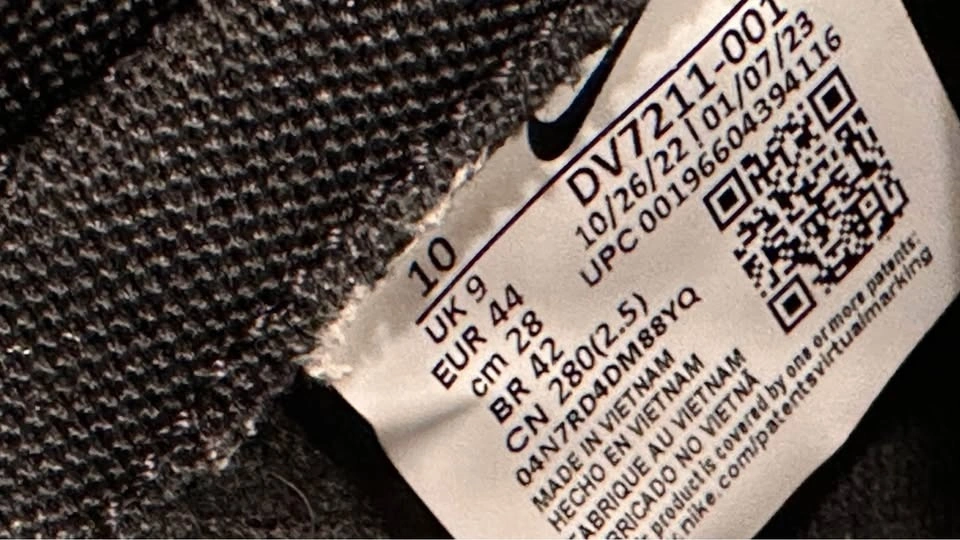 10
DV7211-001
UK 9
10/26/22 | 01/07/23
EUR 44
UPC 00196604394116
cm 28
BR 42
CN 280(2.5)
04N7RD4DM88YQ
MADE IN VIETNAM
HECHO EN VIETNAM
FABRIQUE AU VIETNAM
BRICADO NO VIETNÃ
product is covered by one or more patents:
nike.com/patentsvirtualmarking